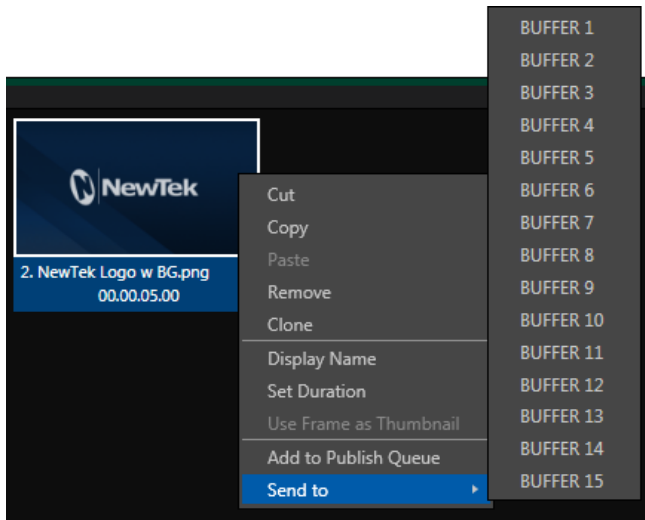 NewTek
2. NewTek Logo w BG.png
00.00.05.00
Cut
Copy
Paste
Remove
Clone
Display Name
Set Duration
Use Frame as Thumbnail
Add to Publish Queue
Send to
BUFFER 1
BUFFER 2
BUFFER 3
BUFFER 4
BUFFER 5
BUFFER 6
BUFFER 7
BUFFER 8
BUFFER 9
BUFFER 10
BUFFER 11
BUFFER 12
BUFFER 13
BUFFER 14
BUFFER 15